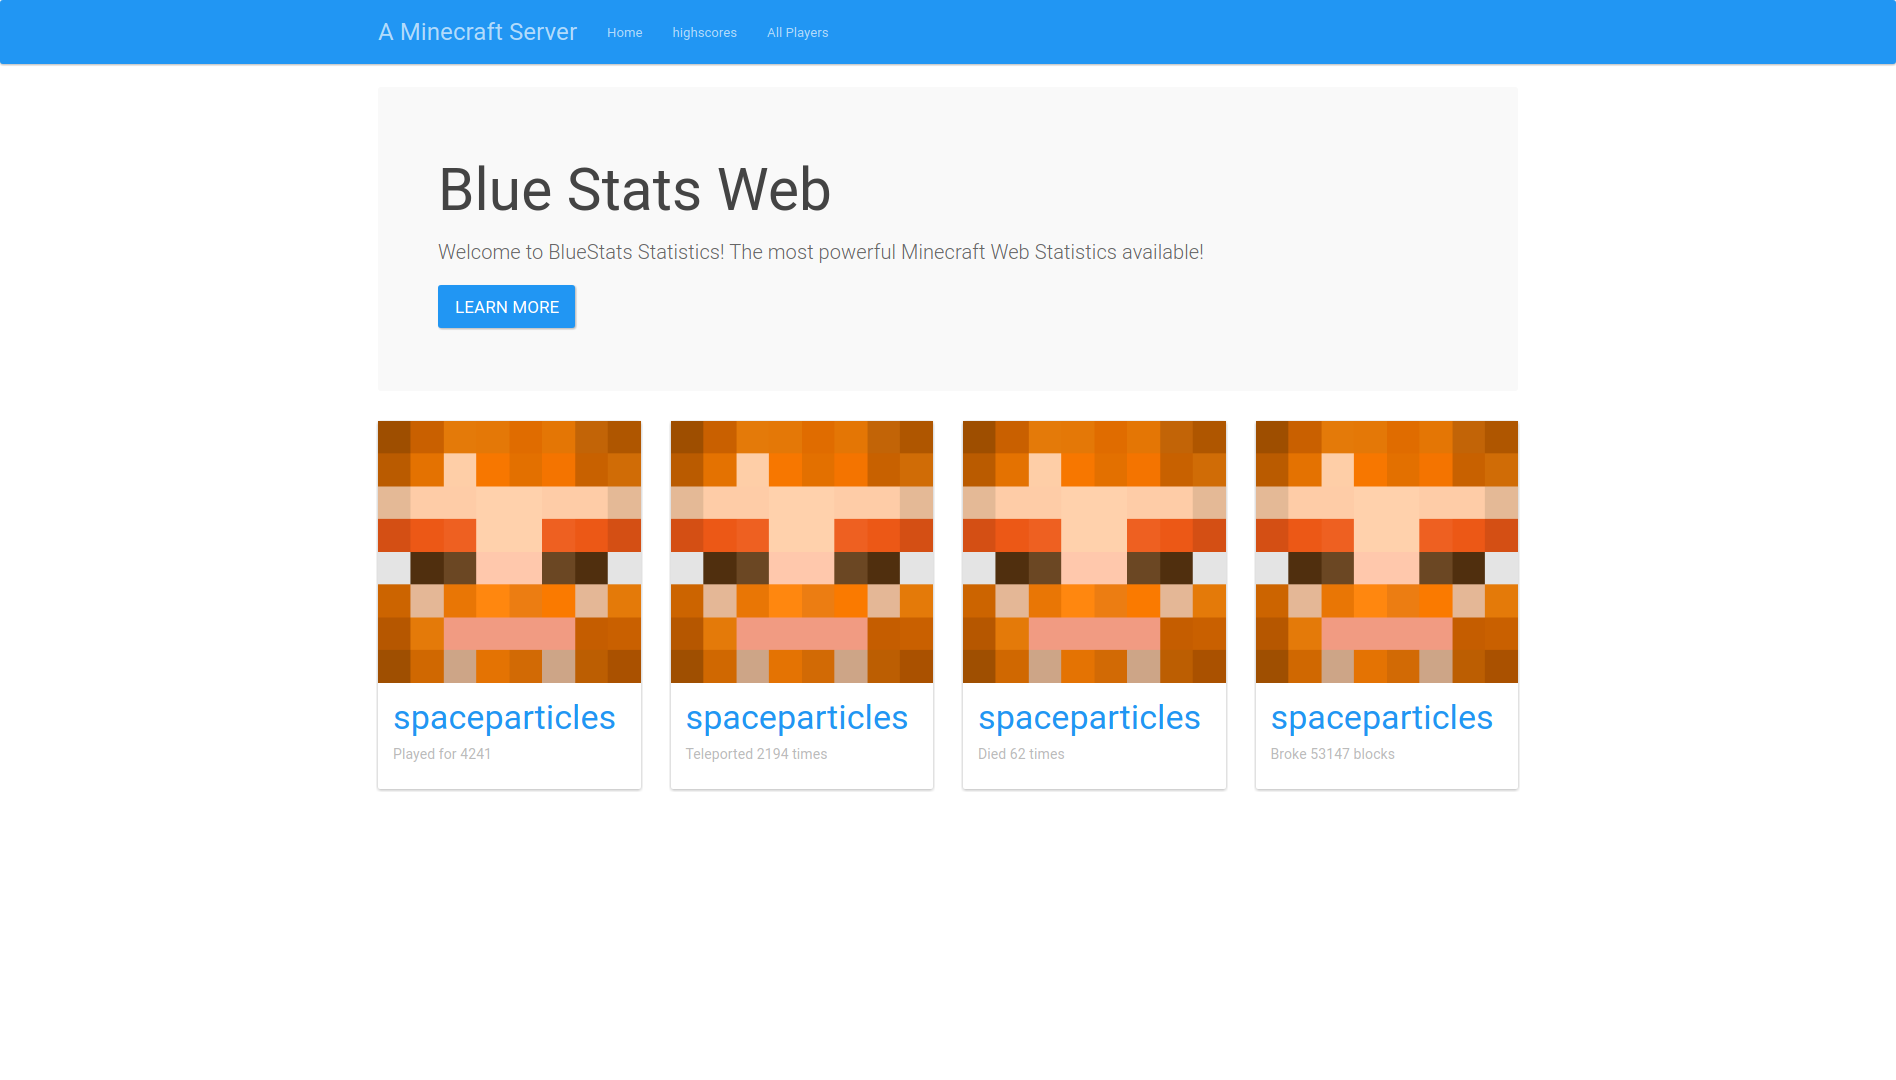 A Minecraft Server Home highscores All Players
Blue Stats Web
Welcome to BlueStats Statistics! The most powerful Minecraft Web Statistics available!
LEARN MORE
spaceparticles
Played for 4241
spaceparticles
Teleported 2194 times
spaceparticles
Died 62 times
spaceparticles
Broke 53147 blocks